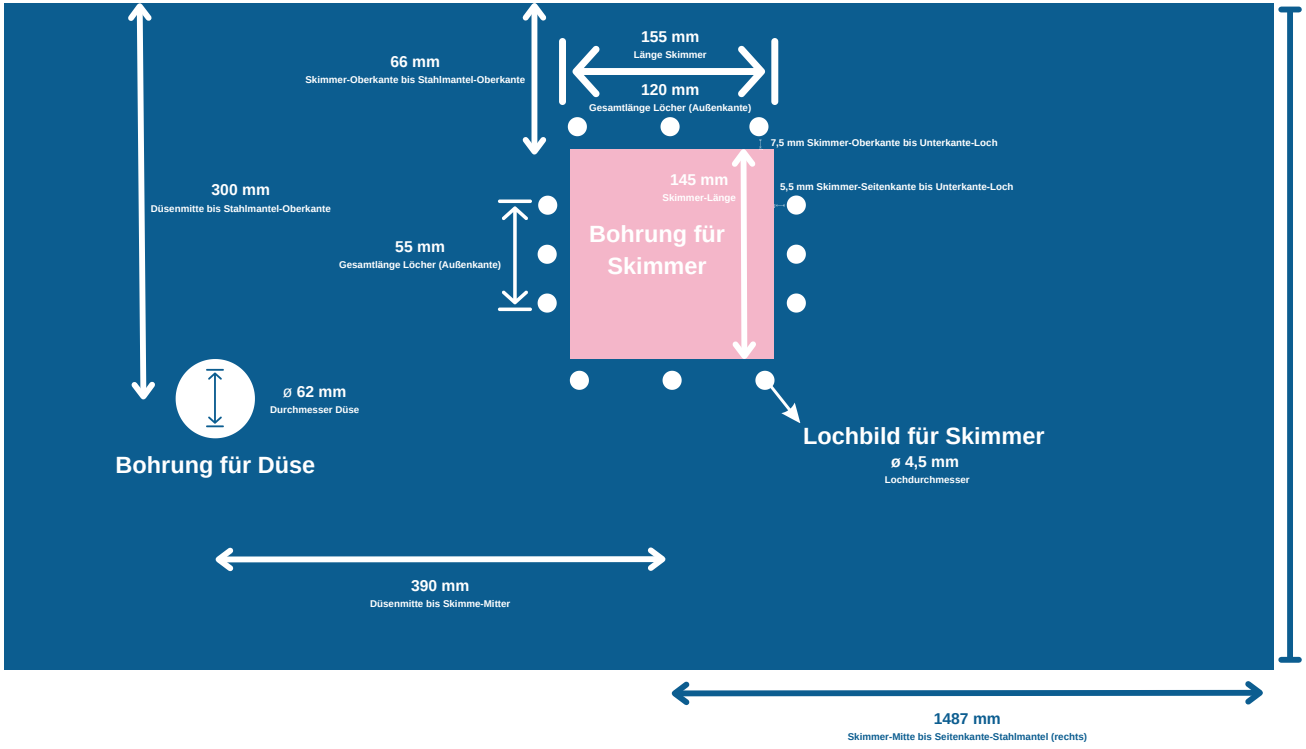 155 mm
Länge Skimmer
66 mm
Skimmer-Oberkante bis Stahlmantel-Oberkante
120 mm
Gesamtlänge Löcher (Außenkante)
7,5 mm Skimmer-Oberkante bis Unterkante-Loch
145 mm
Skimmer-Länge
5,5 mm Skimmer-Seitenkante bis Unterkante-Loch
300 mm
Düsenmitte bis Stahlmantel-Oberkante
Bohrung für
Skimmer
55 mm
Gesamtlänge Löcher (Außenkante)
ø 62 mm
Durchmesser Düse
Bohrung für Düse
Lochbild für Skimmer
ø 4,5 mm
Lochdurchmesser
390 mm
Düsenmitte bis Skimme-Mitter
1487 mm
Skimmer-Mitte bis Seitenkante-Stahlmantel (rechts)